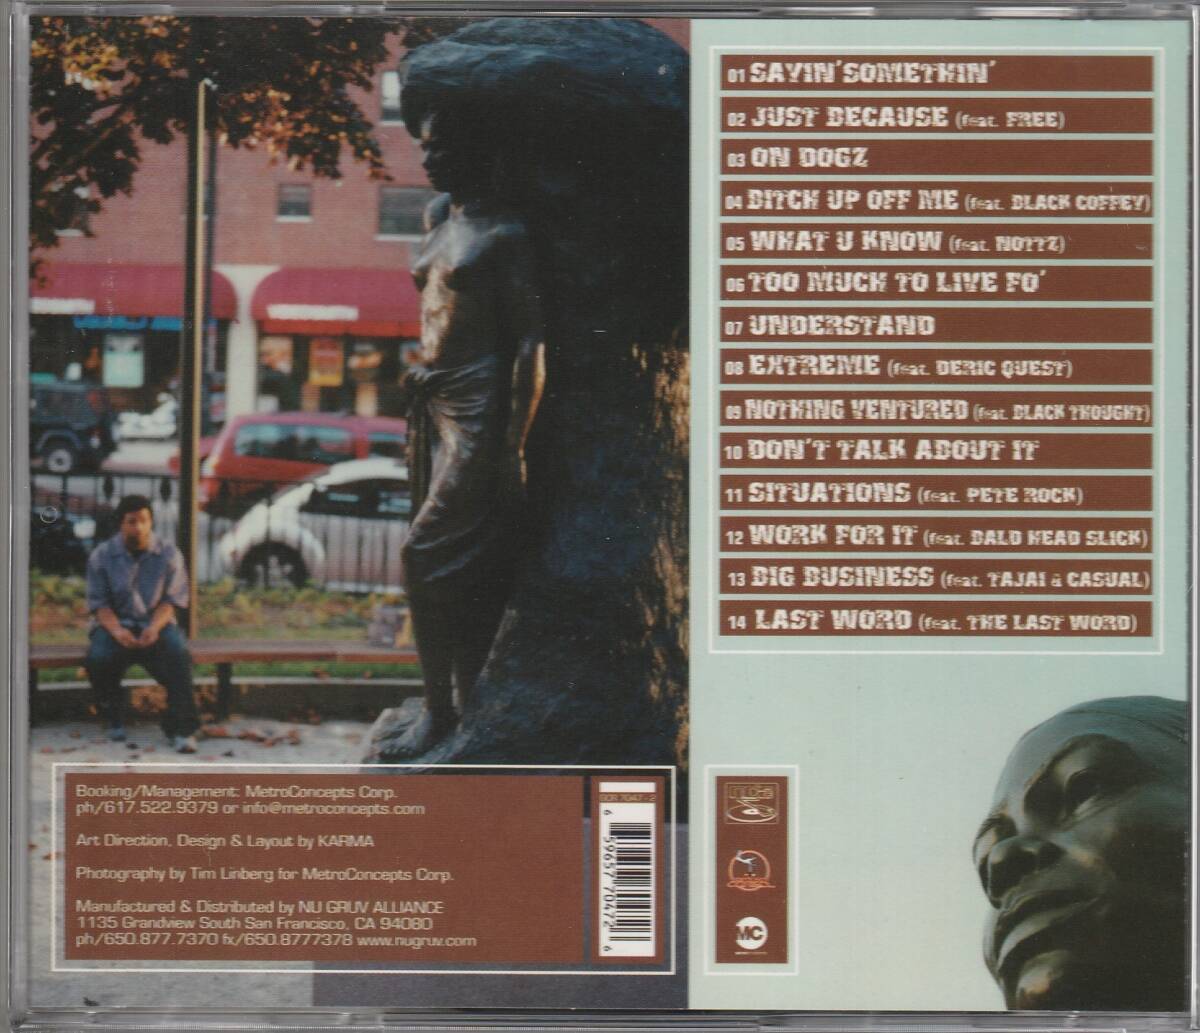 01 SAYIN' SOMETHIN'
02 JUST BECAUSE (feat. FREE)
03 ON DOGZ
04 BITCH UP OFF ME (feat. BLACK COFFEY)
05 WHAT U KNOW (feat. NOTTZ)
06 TOO MUCH TO LIVE FO'
07 UNDERSTAND
08 EXTREME (feat. DERIC QUEST)
09 NOTHING VENTURED (feat. BLACK THOUGHT)
10 DON'T TALK ABOUT IT
11 SITUATIONS (feat. PETE ROCK)
12 WORK FOR IT (feat. BALD HEAD SLICK)
13 BIG BUSINESS (feat. TAJAI & CASUAL)
14 LAST WORD (feat. THE LAST WORD)
Booking/Management: MetroConcepts Corp.
ph/617.522.9379 or info@metroconcepts.com
Art Direction, Design & Layout by KARMA
Photography by Tim Linberg for MetroConcepts Corp.
Manufactured & Distributed by NU GRUV ALLIANCE
1135 Grandview South San Francisco, CA 94080
ph/650.877.7370 fx/650.8777378 www.nugruv.com
7047-2
6 59657 70472 6
MC